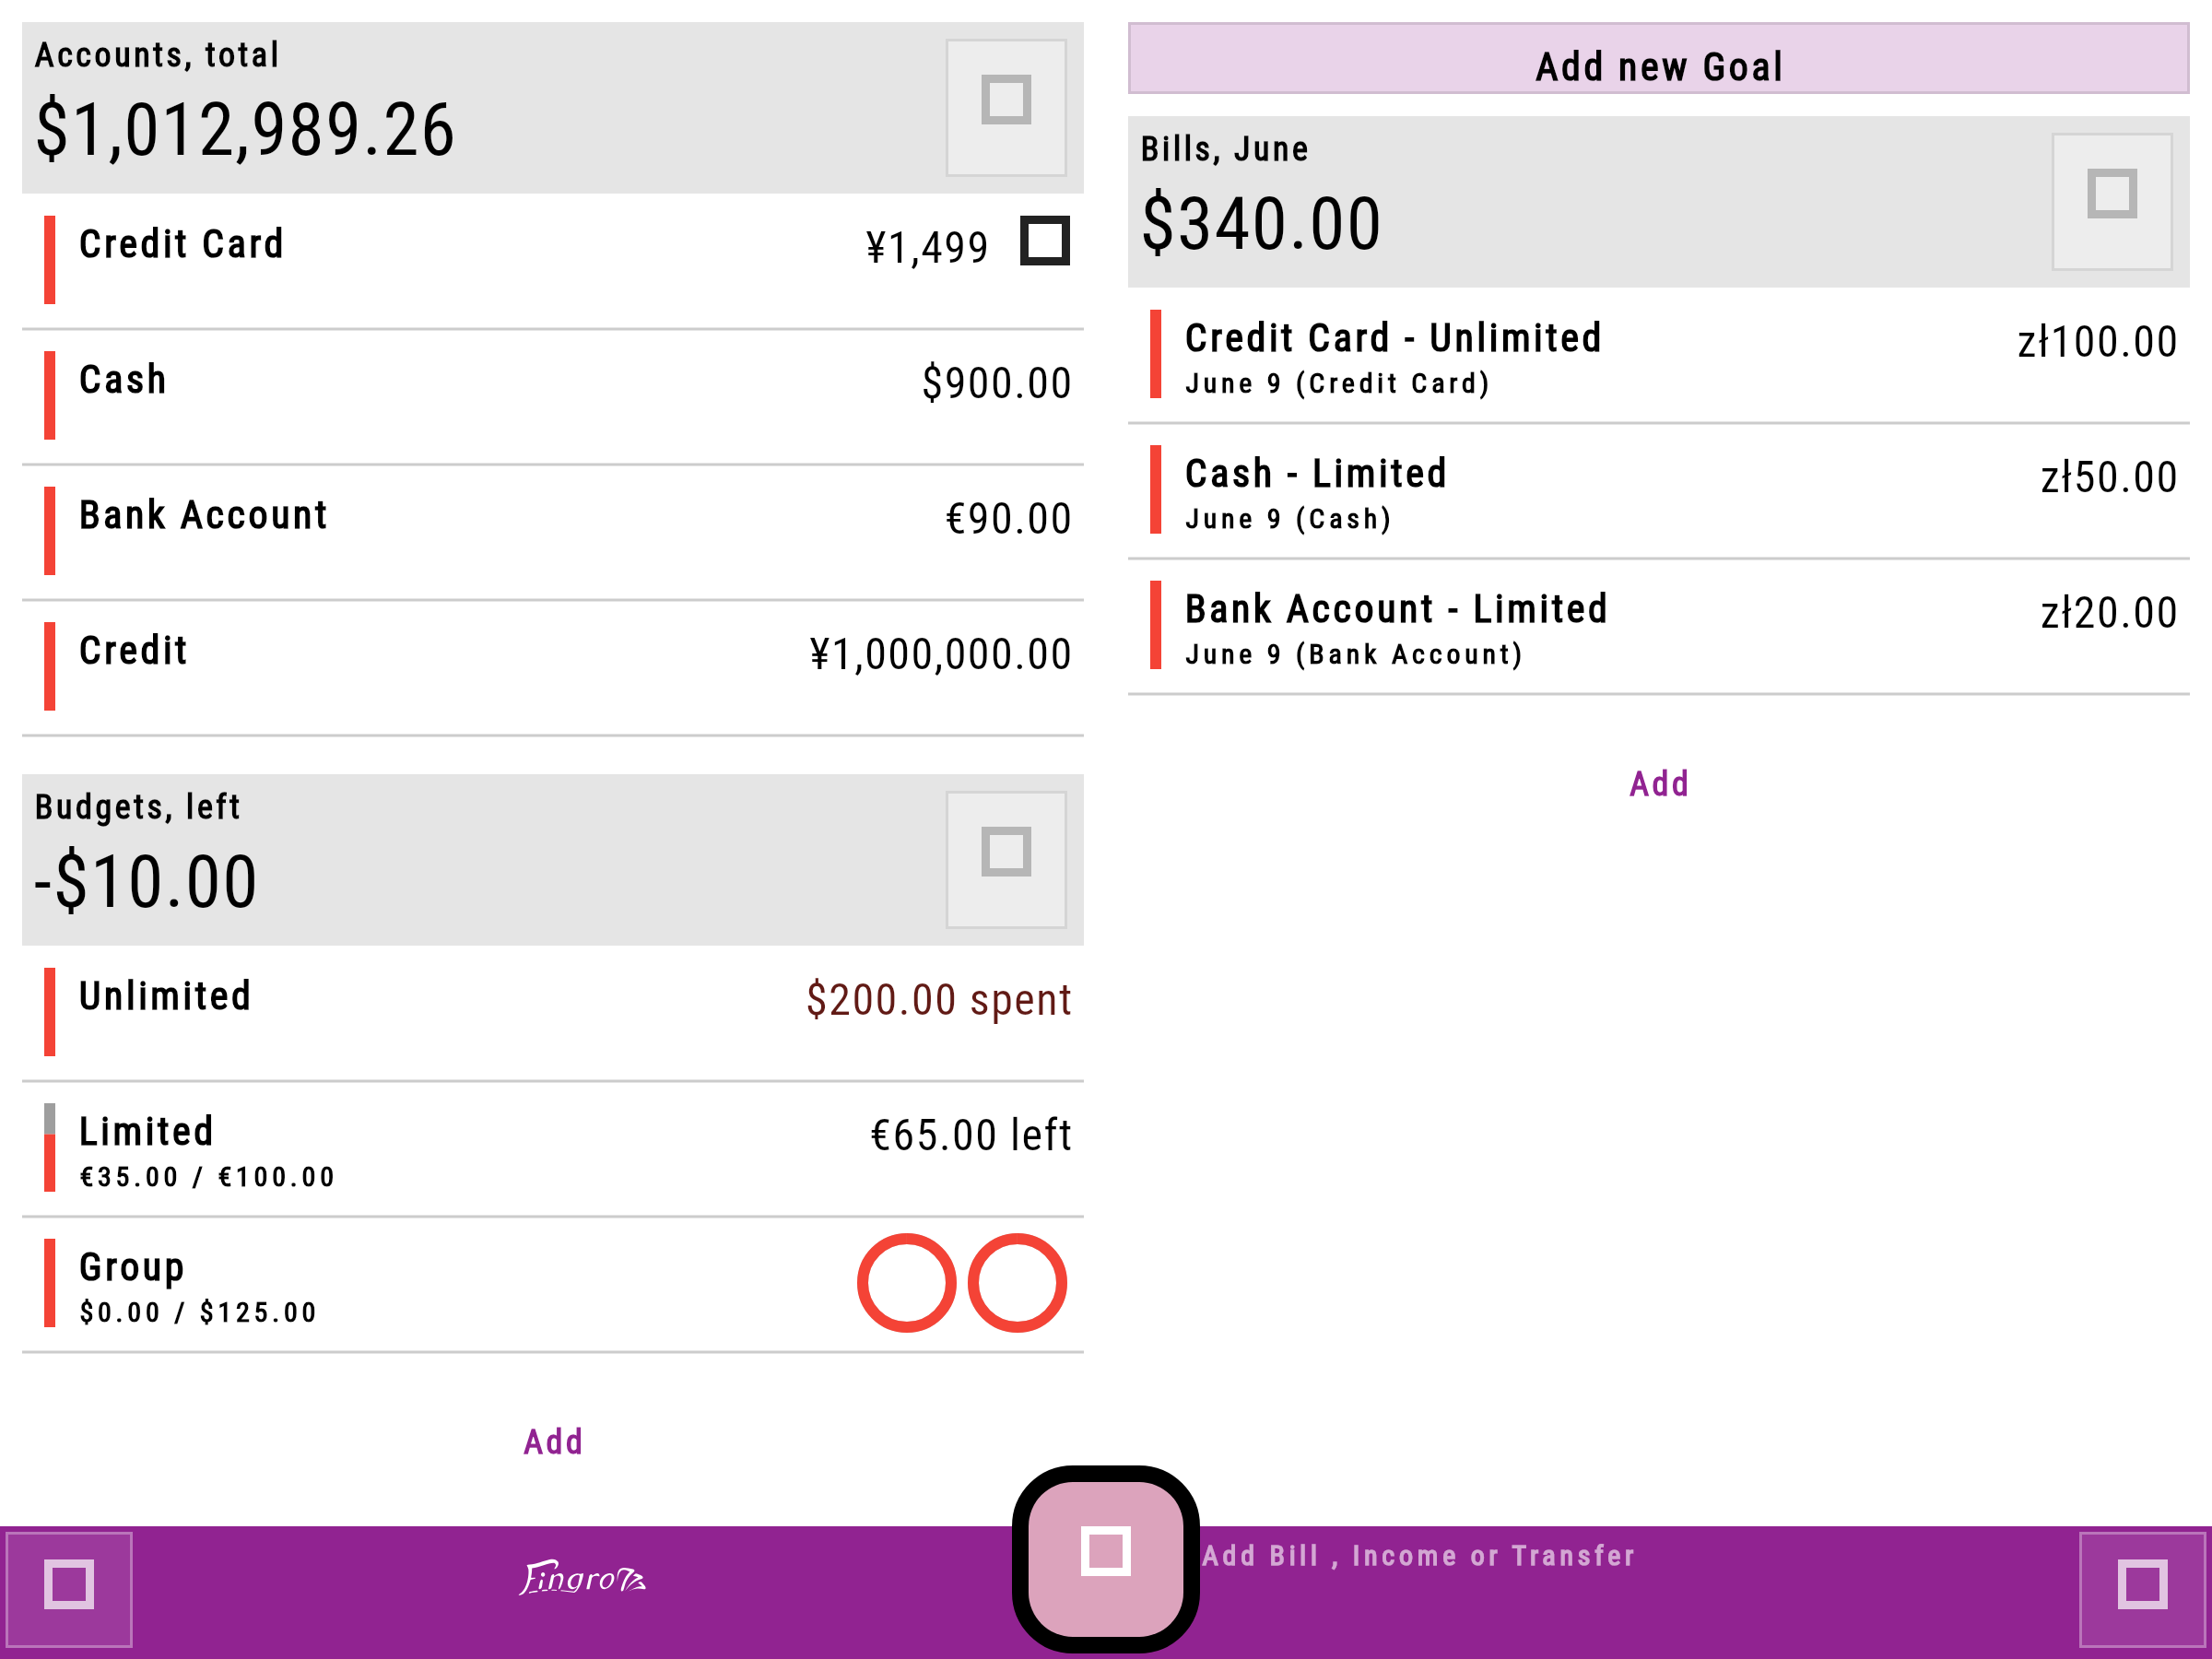 Accounts, total
$1,012,989.26
Credit Card
¥1,499
Cash
$900.00
Bank Account
€90.00
Credit
¥1,000,000.00
Budgets, left
-$10.00
Unlimited
$200.00 spent
Limited
€65.00 left
€35.00 / €100.00
Group
$0.00 / $125.00
Add
Add new Goal
Bills, June
$340.00
Credit Card - Unlimited
zł100.00
June 9 (Credit Card)
Cash - Limited
zł50.00
June 9 (Cash)
Bank Account - Limited
zł20.00
June 9 (Bank Account)
Add
Fingro
Add Bill , Income or Transfer